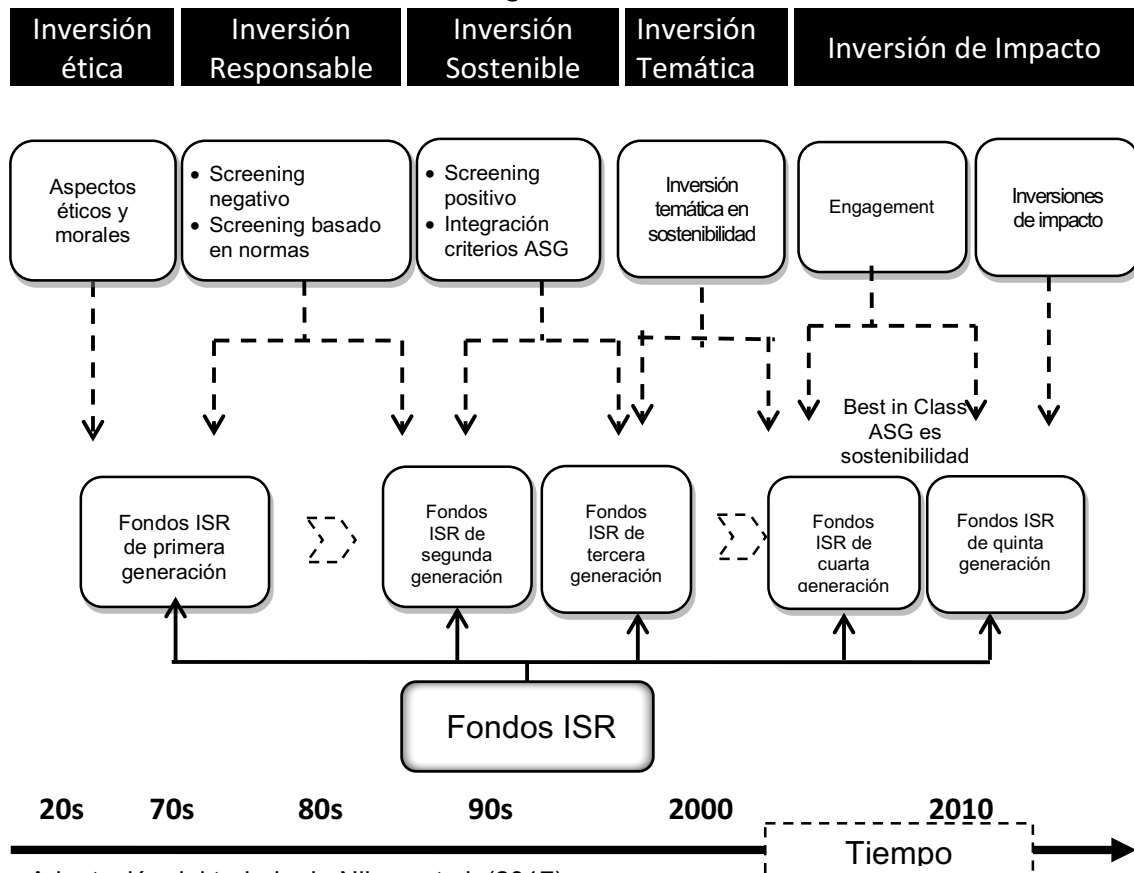 Inversión
ética
Inversión
Responsable
Inversión
Sostenible
Inversión
Temática
Inversión de Impacto
Aspectos
éticos y
morales
• Screening
negativo
• Screening basado
en normas
• Screening
positivo
• Integración
criterios ASG
Inversión
temática en
sostenibilidad
Engagement
Inversiones
de impacto
Best in Class
ASG es
sostenibilidad
Fondos ISR
de primera
generación
Fondos
ISR de
segunda
generación
Fondos
ISR de
tercera
generación
Fondos
ISR de
cuarta
generación
Fondos ISR
de quinta
generación
Fondos ISR
20s 70s 80s 90s 2000 2010
Tiempo